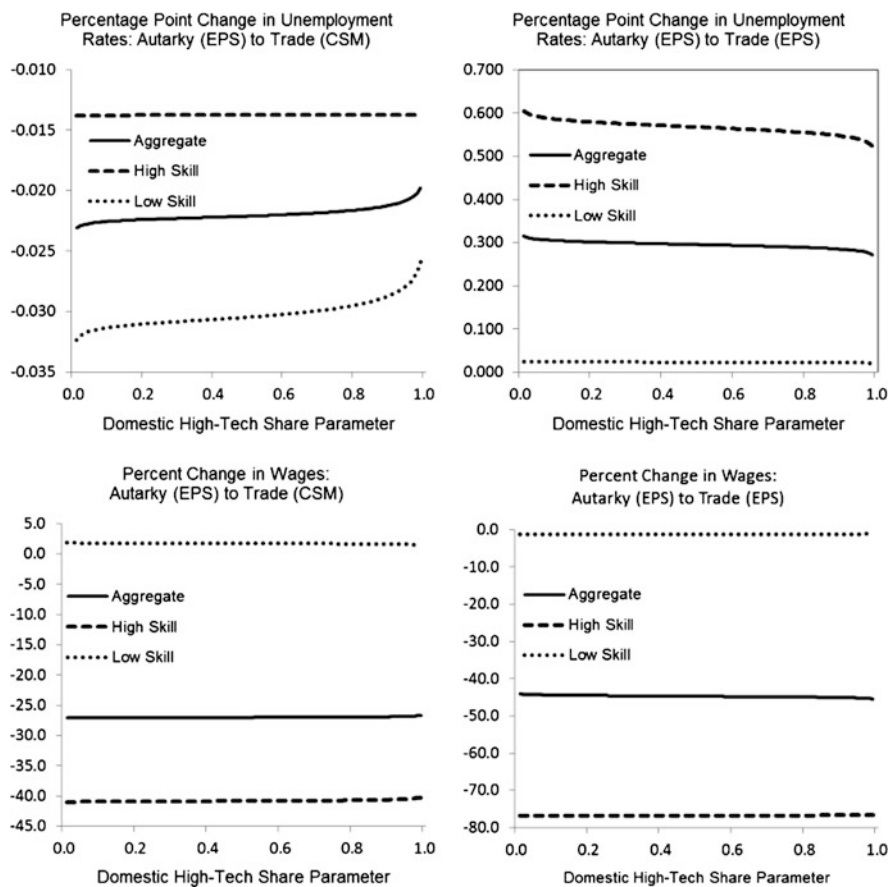 Percentage Point Change in Unemployment
Rates: Autarky (EPS) to Trade (CSM)
-0.010
-0.015
-0.020
-0.025
-0.030
-0.035
Aggregate
High Skill
Low Skill
0.0 0.2 0.4 0.6 0.8 1.0
Domestic High-Tech Share Parameter
Percentage Point Change in Unemployment
Rates: Autarky (EPS) to Trade (EPS)
0.700
0.600
0.500
0.400
0.300
0.200
0.100
0.000
Aggregate
High Skill
Low Skill
0.0 0.2 0.4 0.6 0.8 1.0
Domestic High-Tech Share Parameter
Percent Change in Wages:
Autarky (EPS) to Trade (CSM)
5.0
0.0
-5.0
-10.0
-15.0
-20.0
-25.0
-30.0
-35.0
-40.0
-45.0
Aggregate
High Skill
Low Skill
0.0 0.2 0.4 0.6 0.8 1.0
Domestic High-Tech Share Parameter
Percent Change in Wages:
Autarky (EPS) to Trade (EPS)
0.0
-10.0
-20.0
-30.0
-40.0
-50.0
-60.0
-70.0
-80.0
Aggregate
High Skill
Low Skill
0.0 0.2 0.4 0.6 0.8 1.0
Domestic High-Tech Share Parameter